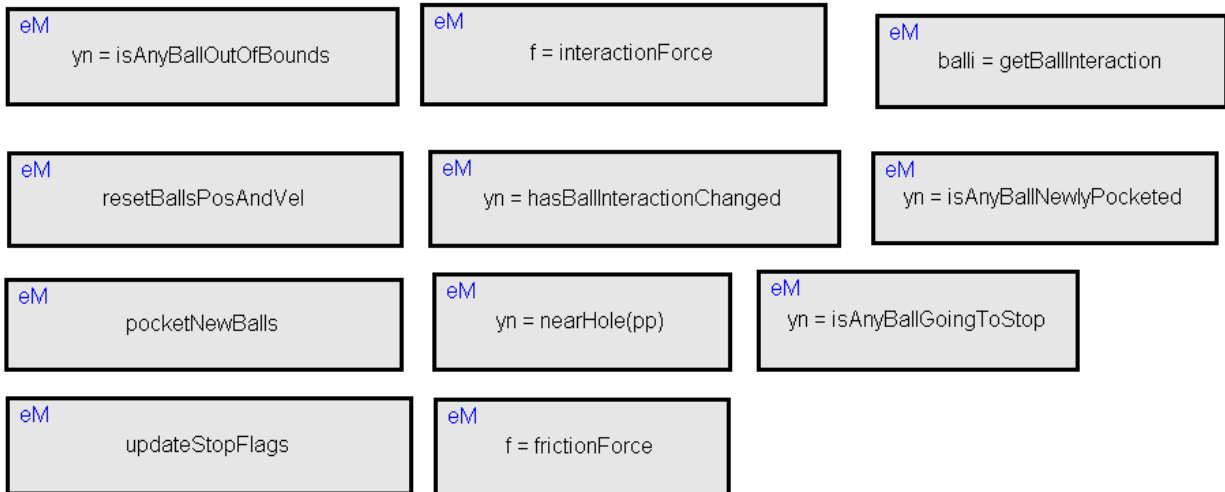 eM
yn = isAnyBallOutOfBounds
eM
f = interactionForce
eM
balli = getBallInteraction
eM
resetBallsPosAndVel
eM
yn = hasBallInteractionChanged
eM
yn = isAnyBallNewlyPocketed
eM
pocketNewBalls
eM
yn = nearHole(pp)
eM
yn = isAnyBallGoingToStop
eM
updateStopFlags
eM
f = frictionForce